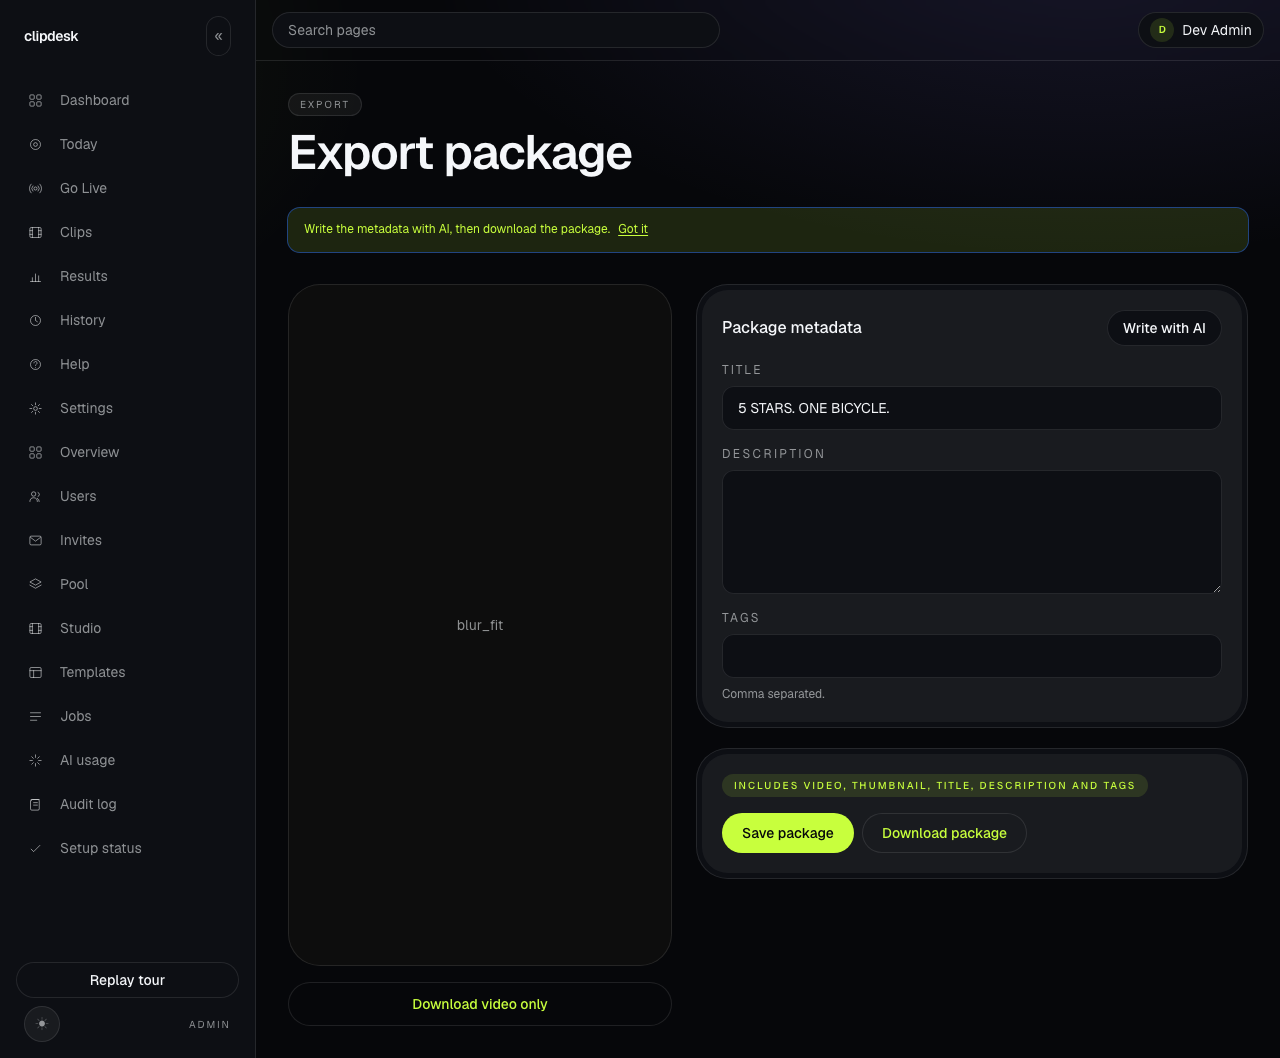 clipdesk
«
Dashboard
Today
Go Live
Clips
Results
History
Help
Settings
Overview
Users
Invites
Pool
Studio
Templates
Jobs
AI usage
Audit log
Setup status
Replay tour
ADMIN
Search pages
D
Dev Admin
EXPORT
Export package
Write the metadata with AI, then download the package. Got it
blur_fit
Download video only
Package metadata
Write with AI
TITLE
5 STARS. ONE BICYCLE.
DESCRIPTION
TAGS
Comma separated.
INCLUDES VIDEO, THUMBNAIL, TITLE, DESCRIPTION AND TAGS
Save package
Download package